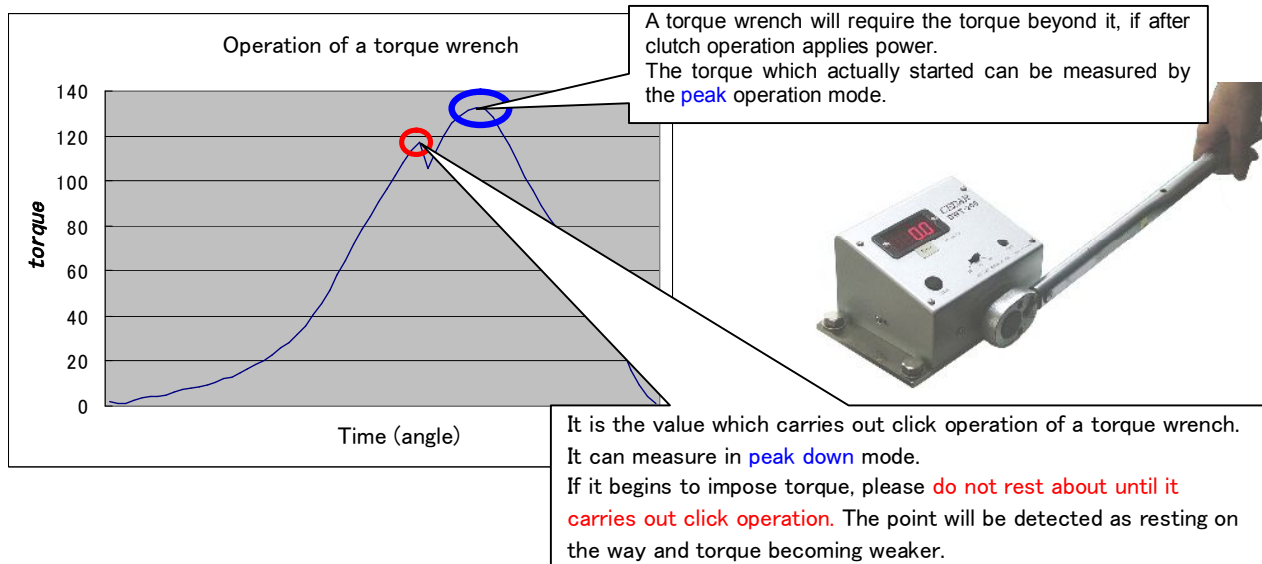 Operation of a torque wrench
140
120
100
80
60
40
20
0
torque
Time (angle)
A torque wrench will require the torque beyond it, if after
clutch operation applies power.
The torque which actually started can be measured by
the peak operation mode.
CEDAR
DWT-200
0.0
It is the value which carries out click operation of a torque wrench.
It can measure in peak down mode.
If it begins to impose torque, please do not rest about until it
carries out click operation. The point will be detected as resting on
the way and torque becoming weaker.